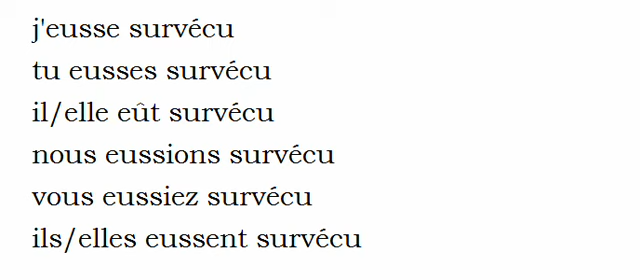 j'eusse survécu
tu eusses survécu
il/elle eût survécu
nous eussions survécu
vous eussiez survécu
ils/elles eussent survécu